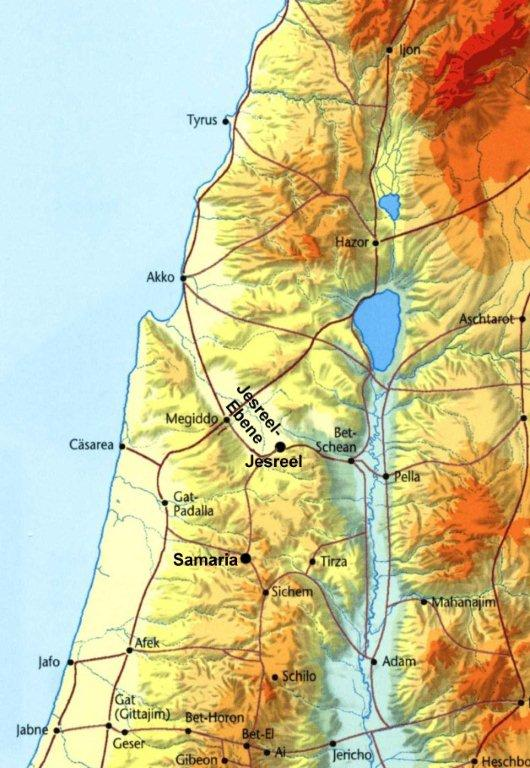 Ijon
Tyrus
Hazor
Akko
Aschtarot
Jesreel-
Ebene
Megiddo
Cäsarea
Bet-
Schean
Jesreel
Pella
Gat-
Padalla
Samaria
Tirza
Sichem
Mahanajim
Afek
Jafo
Adam
Schilo
Gat
(Gittajim)
Jabne
Geser
Bet-Horon
Bet-El
Ai
Gibeon
Jericho
Heschbo